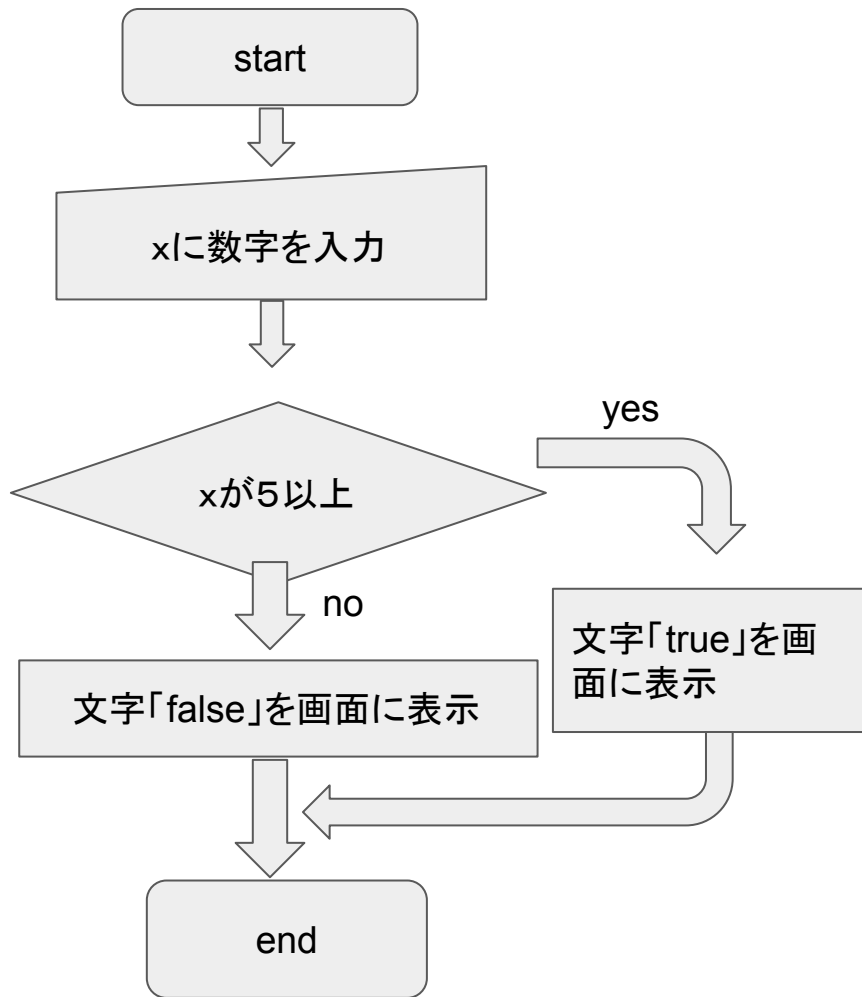 start
xに数字を入力
yes
xが５以上
no
文字｢true｣を画
面に表示
文字｢false｣を画面に表示
end